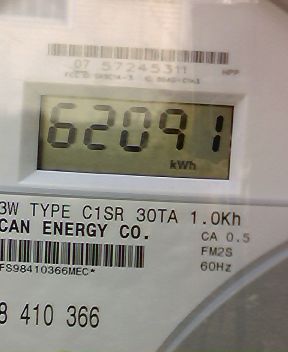 07 57245311 HPP
62091
kWh
3W TYPE C1SR 30TA 1.0Kh
CAN ENERGY CO. CA 0.5
FM2S
FS98410366MEC* 60Hz
8 410 366